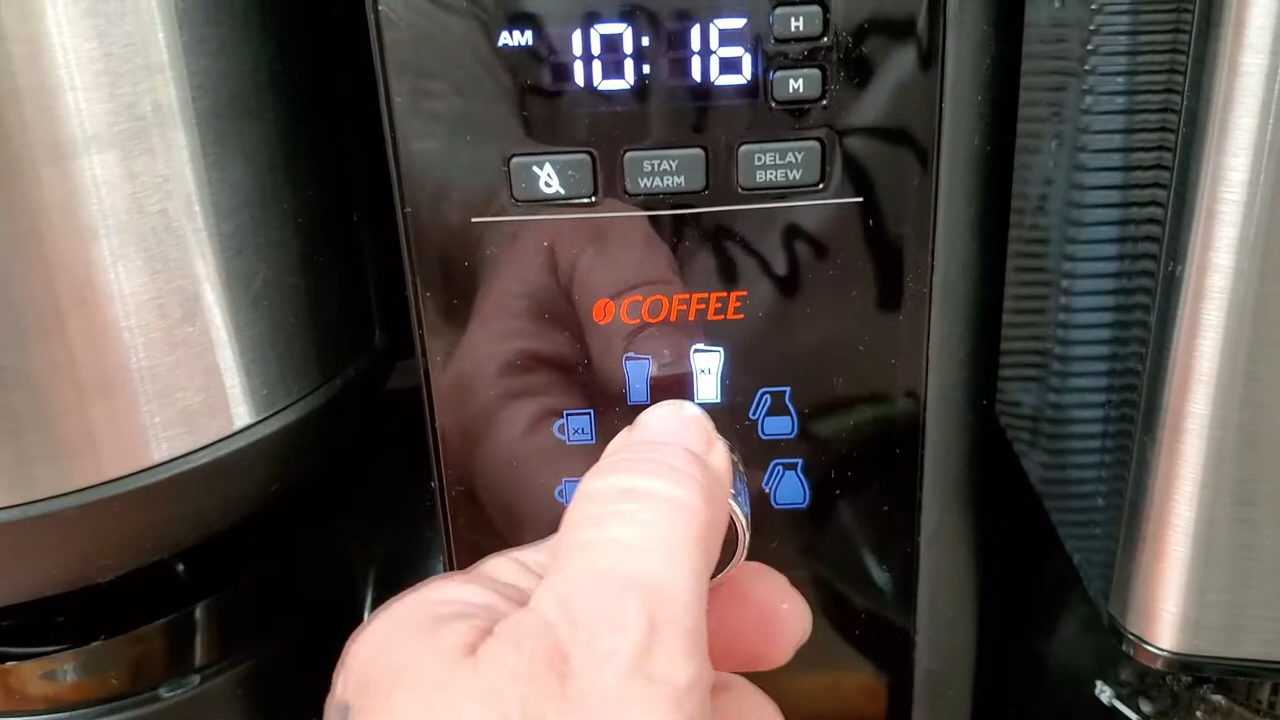 AM 10:16
H
M
STAY
WARM
DELAY
BREW
COFFEE
XL
XL